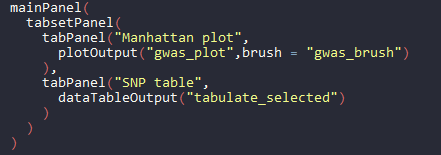 mainPanel(
  tabsetPanel(
    tabPanel("Manhattan plot",
      plotOutput("gwas_plot",brush = "gwas_brush")
    ),
    tabPanel("SNP table",
      dataTableOutput("tabulate_selected")
    )
  )
)